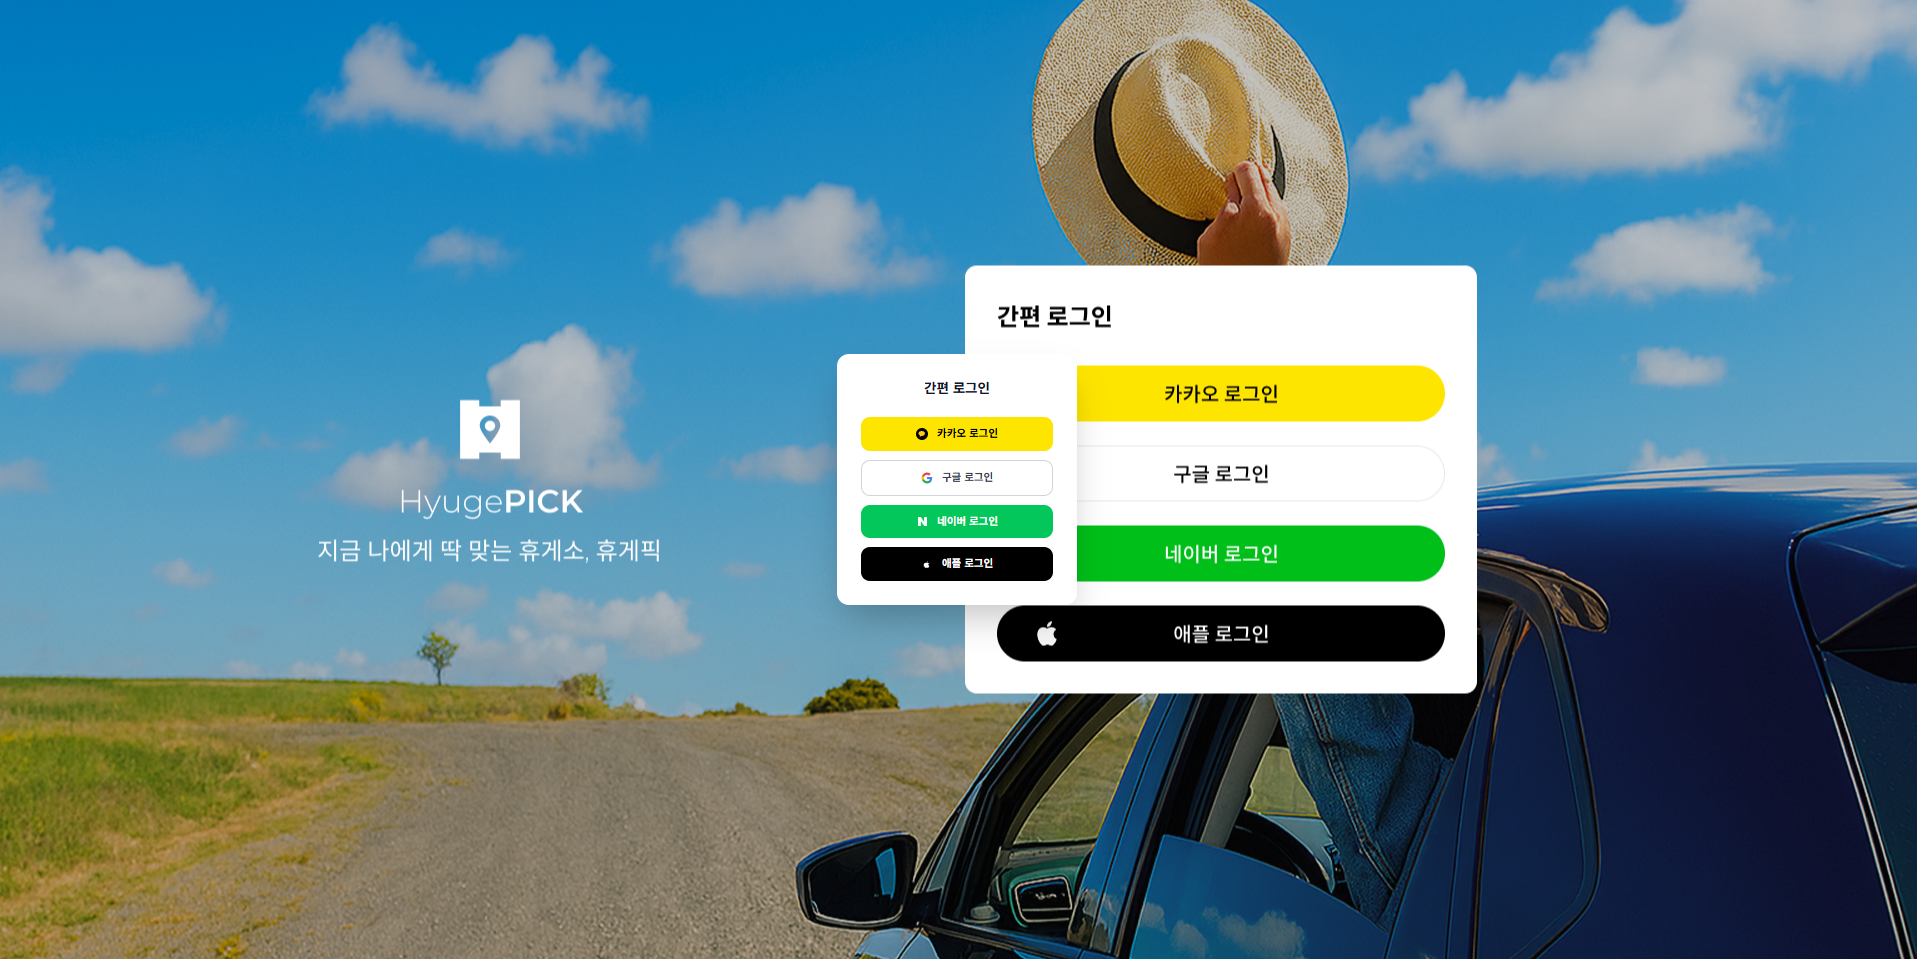 HyugePICK
지금 나에게 딱 맞는 휴게소, 휴게픽
간편 로그인
카카오 로그인
구글 로그인
네이버 로그인
애플 로그인
간편 로그인
카카오 로그인
구글 로그인
네이버 로그인
애플 로그인